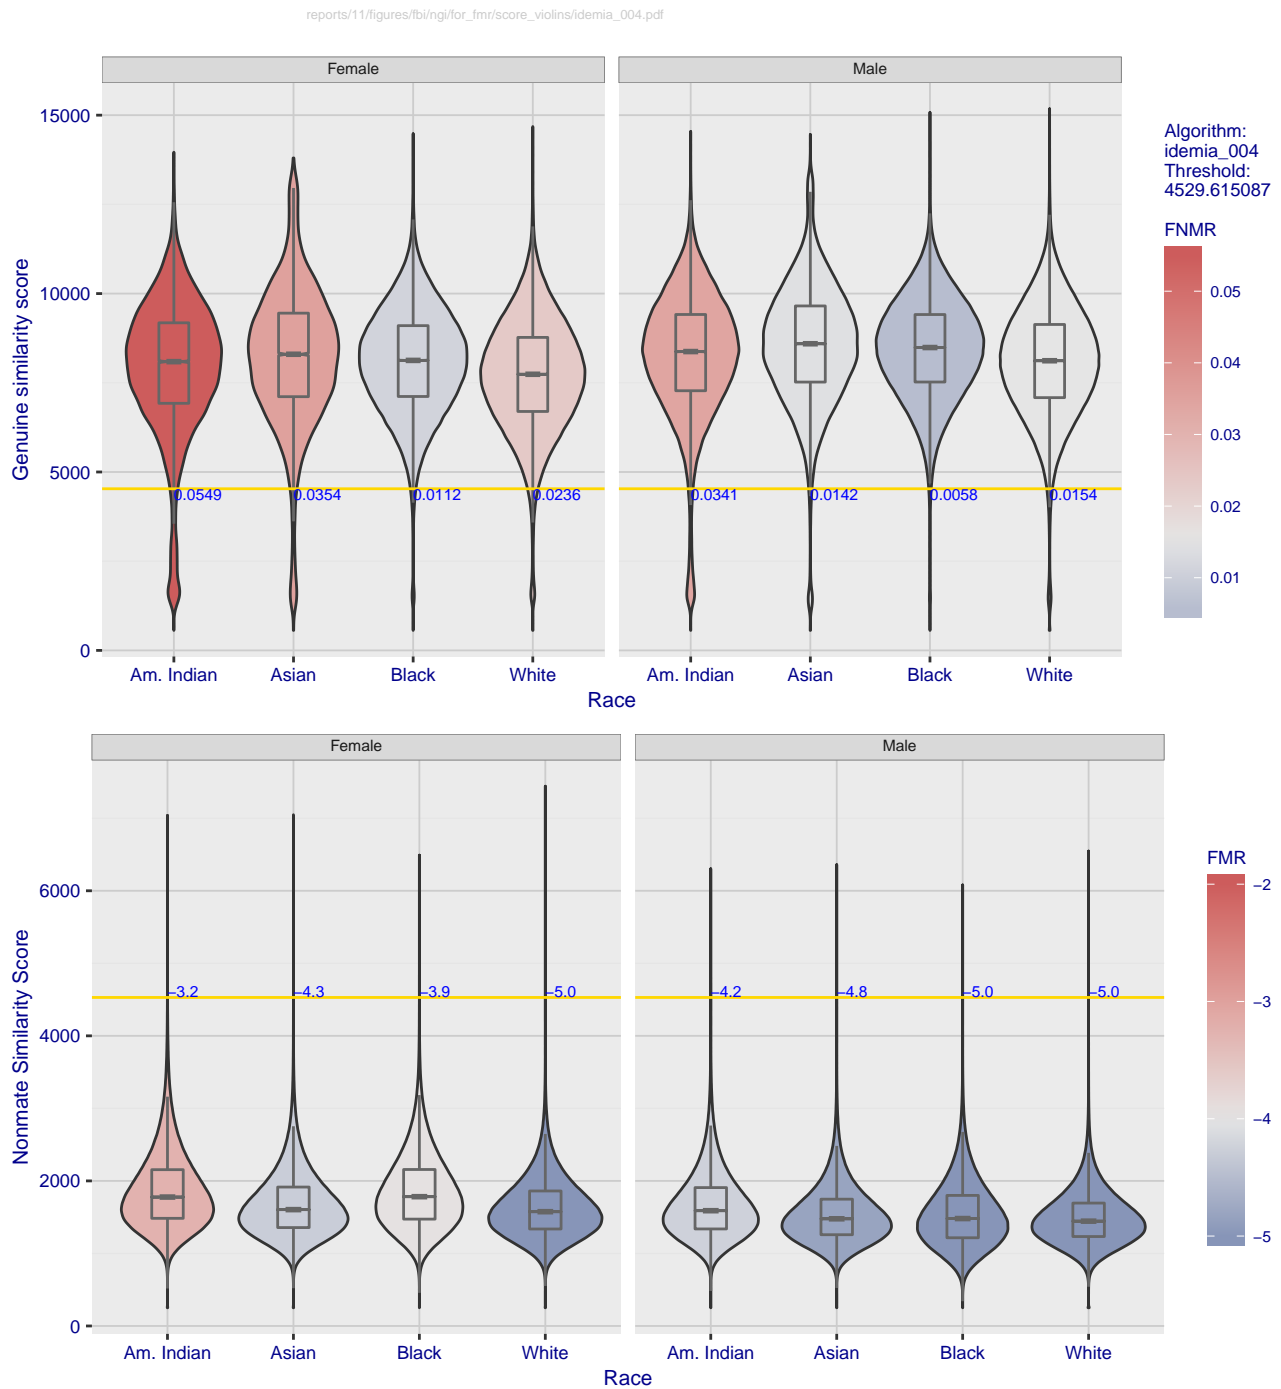 reports/11/figures/fbi/ngi/for_fmr/score_violins/idemia_004.pdf
Female
Male
Genuine similarity score
15000
10000
5000
0
0.0549
0.0354
0.0112
0.0236
0.0341
0.0142
0.0058
0.0154
Am. Indian
Asian
Black
White
Am. Indian
Asian
Black
White
Race
Algorithm:
idemia_004
Threshold:
4529.615087
FNMR
0.05
0.04
0.03
0.02
0.01
Female
Male
Nonmate Similarity Score
6000
4000
2000
0
−3.2
−4.3
−3.9
−5.0
−4.2
−4.8
−5.0
−5.0
Am. Indian
Asian
Black
White
Am. Indian
Asian
Black
White
Race
FMR
−2
−3
−4
−5